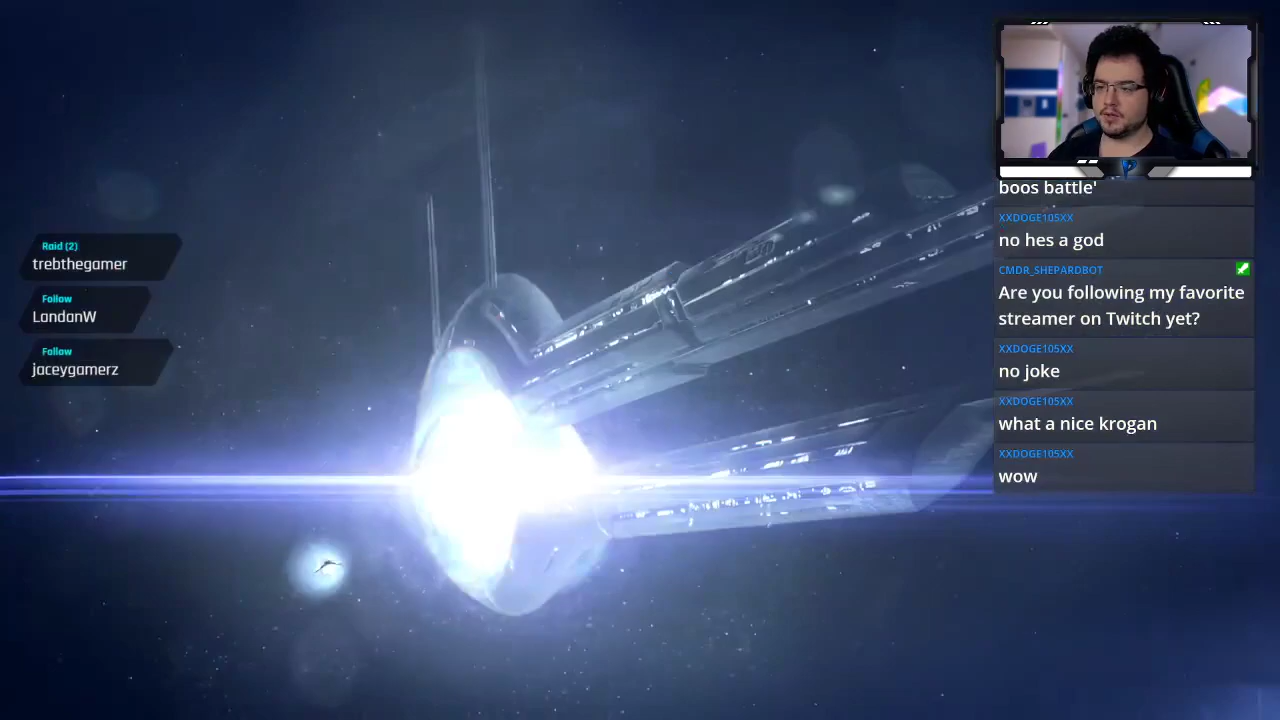 Raid (2)
trebthegamer
Follow
LandanW
Follow
jaceygamerz
boos battle'
XXDOGE105XX
no hes a god
CMDR_SHEPARDBOT
Are you following my favorite
streamer on Twitch yet?
XXDOGE105XX
no joke
XXDOGE105XX
what a nice krogan
XXDOGE105XX
wow